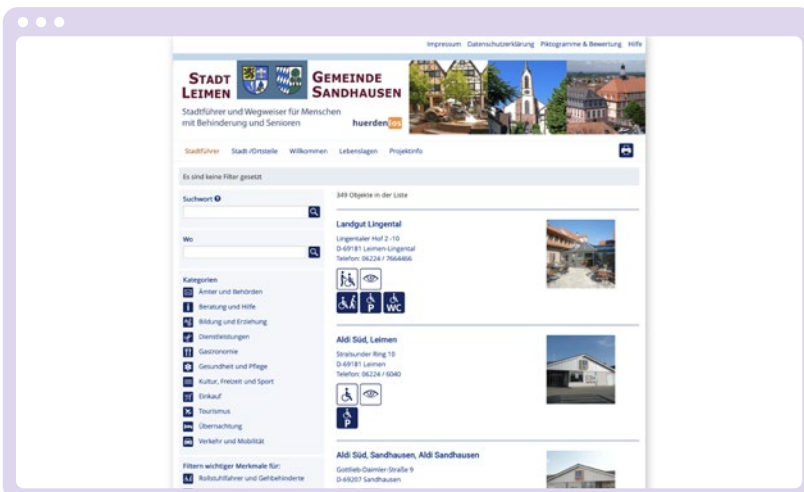 Impressum Datenschutzerklärung Piktogramme & Bewertung Hilfe
STADT LEIMEN
GEMEINDE SANDHAUSEN
Stadtführer und Wegweiser für Menschen
mit Behinderung und Senioren
huerdenlos
Stadtführer Stadt-/Ortsteile Willkommen Lebenslagen Projektinfo
Es sind keine Filter gesetzt
Suchwort
Wo
Kategorien
Ämter und Behörden
Beratung und Hilfe
Bildung und Erziehung
Dienstleistungen
Gastronomie
Gesundheit und Pflege
Kultur, Freizeit und Sport
Einkauf
Tourismus
Übernachtung
Verkehr und Mobilität
Filtern wichtiger Merkmale für:
Rollstuhlfahrer und Gehbehinderte
349 Objekte in der Liste
Landgut Lingental
Lingentaler Hof 2 -10
D-69181 Leimen-Lingental
Telefon: 06224 / 7664466
P WC
Aldi Süd, Leimen
Stralsunder Ring 10
D-69181 Leimen
Telefon: 06224 / 6040
P
Aldi Süd, Sandhausen, Aldi Sandhausen
Gottlieb-Daimler-Straße 9
D-69207 Sandhausen